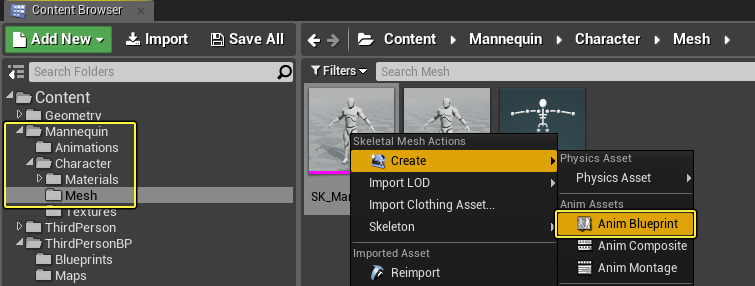 Content Browser
Add New
Import
Save All
Content
Mannequin
Character
Mesh
Search Folders
Filters
Search Mesh
Content
Geometry
Mannequin
Animations
Character
Materials
Mesh
Textures
ThirdPerson
ThirdPersonBP
Blueprints
Maps
SK_Man
Skeletal Mesh Actions
Create
Import LOD
Import Clothing Asset...
Skeleton
Imported Asset
Reimport
Physics Asset
Physics Asset
Anim Assets
Anim Blueprint
Anim Composite
Anim Montage